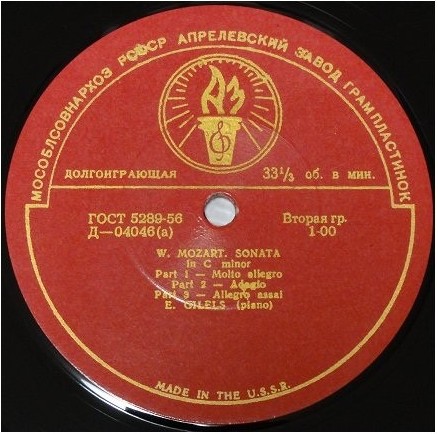 МОСОБЛСОВНАРХОЗ РСФСР АПРЕЛЕВСКИЙ ЗАВОД ГРАМПЛАСТИНОК
АЗ
ДОЛГОИГРАЮЩАЯ 33⅓ об. в мин.
ГОСТ 5289-56 Вторая гр.
Д—04046(а) 1-00
W. MOZART. SONATA
in C minor
Part 1 — Molto allegro
Part 2 — Adagio
Part 3 — Allegro assai
E. GILELS (piano)
MADE IN THE U.S.S.R.